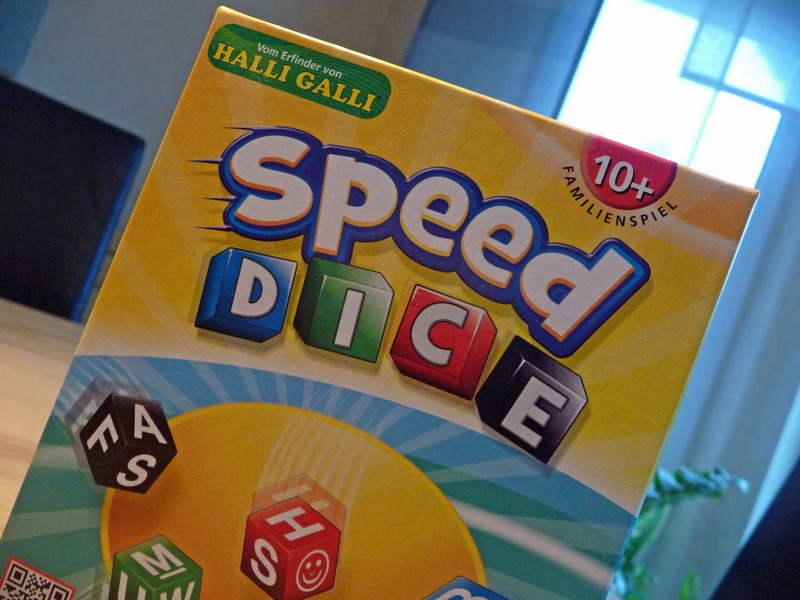 Vom Erfinder von
HALLI GALLI
10+
FAMILIENSPIEL
Speed
DICE
F A S
H S
M U W